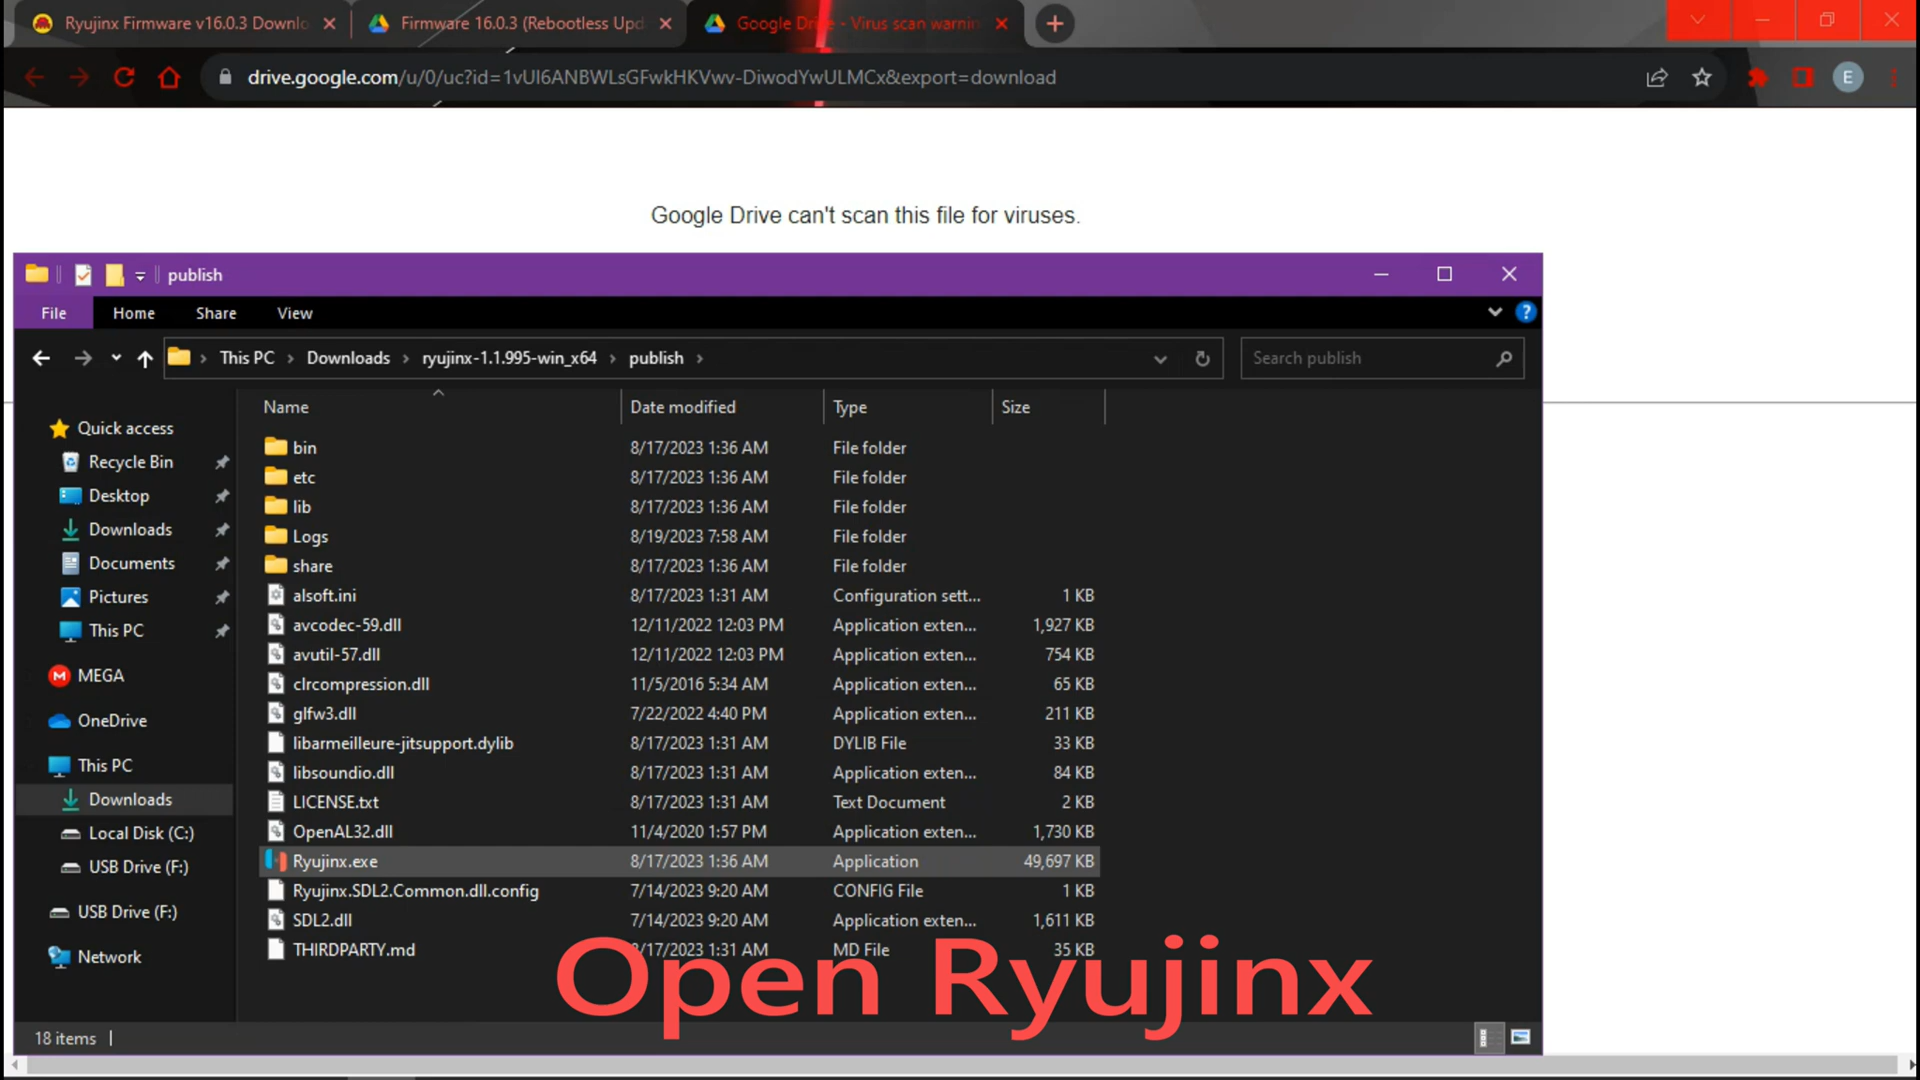 Ryujinx Firmware v16.0.3 Downlo
Firmware 16.0.3 (Rebootless Upd
Google Dri - Virus scan warnin
drive.google.com/u/0/uc?id=1vUl6ANBWLsGFwkHKVwv-DiwodYwULMCx&export=download
E
Google Drive can't scan this file for viruses.
publish
File Home Share View
This PC > Downloads > ryujinx-1.1.995-win_x64 > publish >
Search publish
Name Date modified Type Size
Quick access
Recycle Bin
Desktop
Downloads
Documents
Pictures
This PC
MEGA
OneDrive
This PC
Downloads
Local Disk (C:)
USB Drive (F:)
USB Drive (F:)
Network
bin 8/17/2023 1:36 AM File folder
etc 8/17/2023 1:36 AM File folder
lib 8/17/2023 1:36 AM File folder
Logs 8/19/2023 7:58 AM File folder
share 8/17/2023 1:36 AM File folder
alsoft.ini 8/17/2023 1:31 AM Configuration sett... 1 KB
avcodec-59.dll 12/11/2022 12:03 PM Application exten... 1,927 KB
avutil-57.dll 12/11/2022 12:03 PM Application exten... 754 KB
clrcompression.dll 11/5/2016 5:34 AM Application exten... 65 KB
glfw3.dll 7/22/2022 4:40 PM Application exten... 211 KB
libarmeilleure-jitsupport.dylib 8/17/2023 1:31 AM DYLIB File 33 KB
libsoundio.dll 8/17/2023 1:31 AM Application exten... 84 KB
LICENSE.txt 8/17/2023 1:31 AM Text Document 2 KB
OpenAL32.dll 11/4/2020 1:57 PM Application exten... 1,730 KB
Ryujinx.exe 8/17/2023 1:36 AM Application 49,697 KB
Ryujinx.SDL2.Common.dll.config 7/14/2023 9:20 AM CONFIG File 1 KB
SDL2.dll 7/14/2023 9:20 AM Application exten... 1,611 KB
THIRDPARTY.md 8/17/2023 1:31 AM MD File 35 KB
Open Ryujinx
18 items